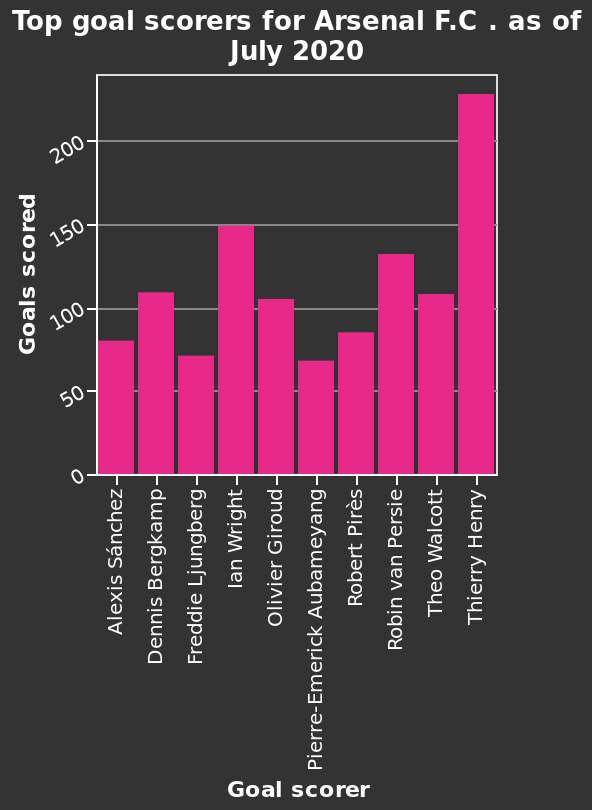 Top goal scorers for Arsenal F.C . as of
July 2020
Goals scored
200
150
100
50
0
Alexis Sánchez
Dennis Bergkamp
Freddie Ljungberg
Ian Wright
Olivier Giroud
Pierre-Emerick Aubameyang
Robert Pirès
Robin van Persie
Theo Walcott
Thierry Henry
Goal scorer